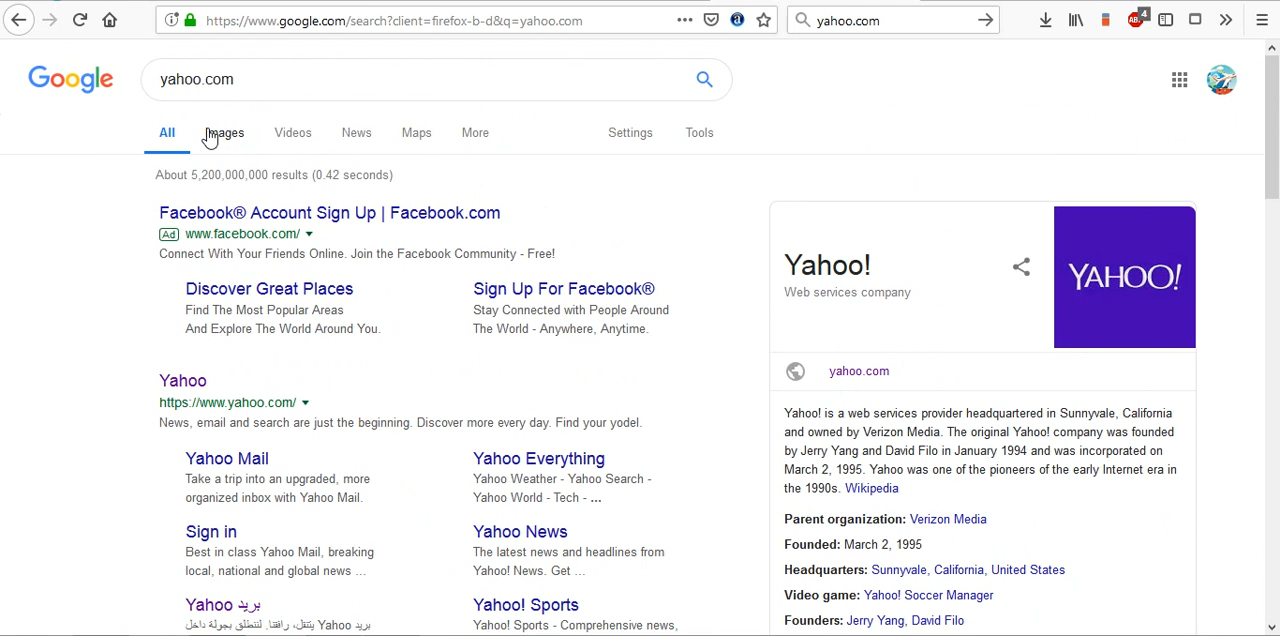 https://www.google.com/search?client=firefox-b-d&q=yahoo.com
yahoo.com
4
Google
yahoo.com
All Images Videos News Maps More Settings Tools
About 5,200,000,000 results (0.42 seconds)
Facebook® Account Sign Up | Facebook.com
Ad www.facebook.com/
Connect With Your Friends Online. Join the Facebook Community - Free!
Discover Great Places
Find The Most Popular Areas
And Explore The World Around You.
Sign Up For Facebook®
Stay Connected with People Around
The World - Anywhere, Anytime.
Yahoo
https://www.yahoo.com/
News, email and search are just the beginning. Discover more every day. Find your yodel.
Yahoo Mail
Take a trip into an upgraded, more
organized inbox with Yahoo Mail.
Yahoo Everything
Yahoo Weather - Yahoo Search -
Yahoo World - Tech - ...
Sign in
Best in class Yahoo Mail, breaking
local, national and global news ...
Yahoo News
The latest news and headlines from
Yahoo! News. Get ...
Yahoo بريد
بريد Yahoo يتنقل، رافقنا. لننطلق بجولة داخل
Yahoo! Sports
Yahoo! Sports - Comprehensive news,
Yahoo!
Web services company
YAHOO!
yahoo.com
Yahoo! is a web services provider headquartered in Sunnyvale, California
and owned by Verizon Media. The original Yahoo! company was founded
by Jerry Yang and David Filo in January 1994 and was incorporated on
March 2, 1995. Yahoo was one of the pioneers of the early Internet era in
the 1990s. Wikipedia
Parent organization: Verizon Media
Founded: March 2, 1995
Headquarters: Sunnyvale, California, United States
Video game: Yahoo! Soccer Manager
Founders: Jerry Yang, David Filo